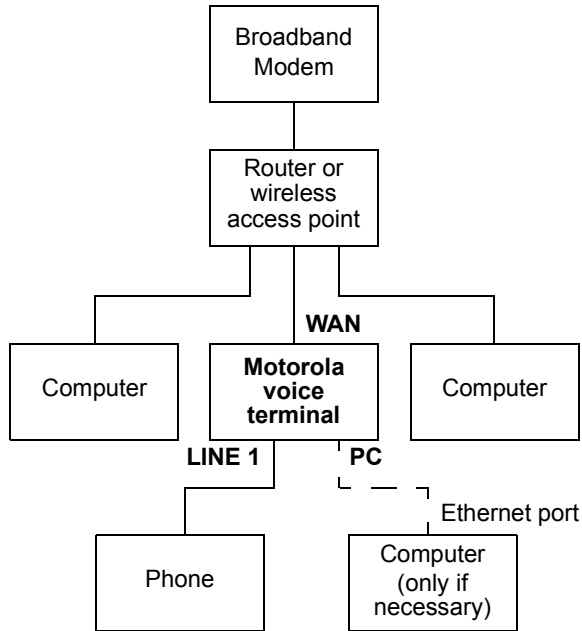 Broadband
Modem
Router or
wireless
access point
WAN
Computer
Motorola
voice
terminal
Computer
LINE 1
PC
Ethernet port
Phone
Computer
(only if
necessary)